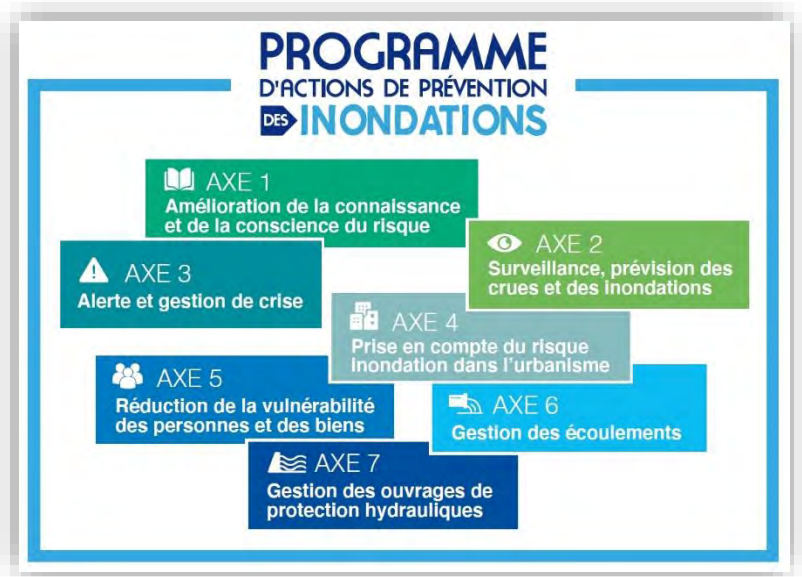 PROGRAMME
D'ACTIONS DE PRÉVENTION
DES INONDATIONS
AXE 1
Amélioration de la connaissance
et de la conscience du risque
AXE 2
Surveillance, prévision des
crues et des inondations
AXE 3
Alerte et gestion de crise
AXE 4
Prise en compte du risque
Inondation dans l'urbanisme
AXE 5
Réduction de la vulnérabilité
des personnes et des biens
AXE 6
Gestion des écoulements
AXE 7
Gestion des ouvrages de
protection hydrauliques